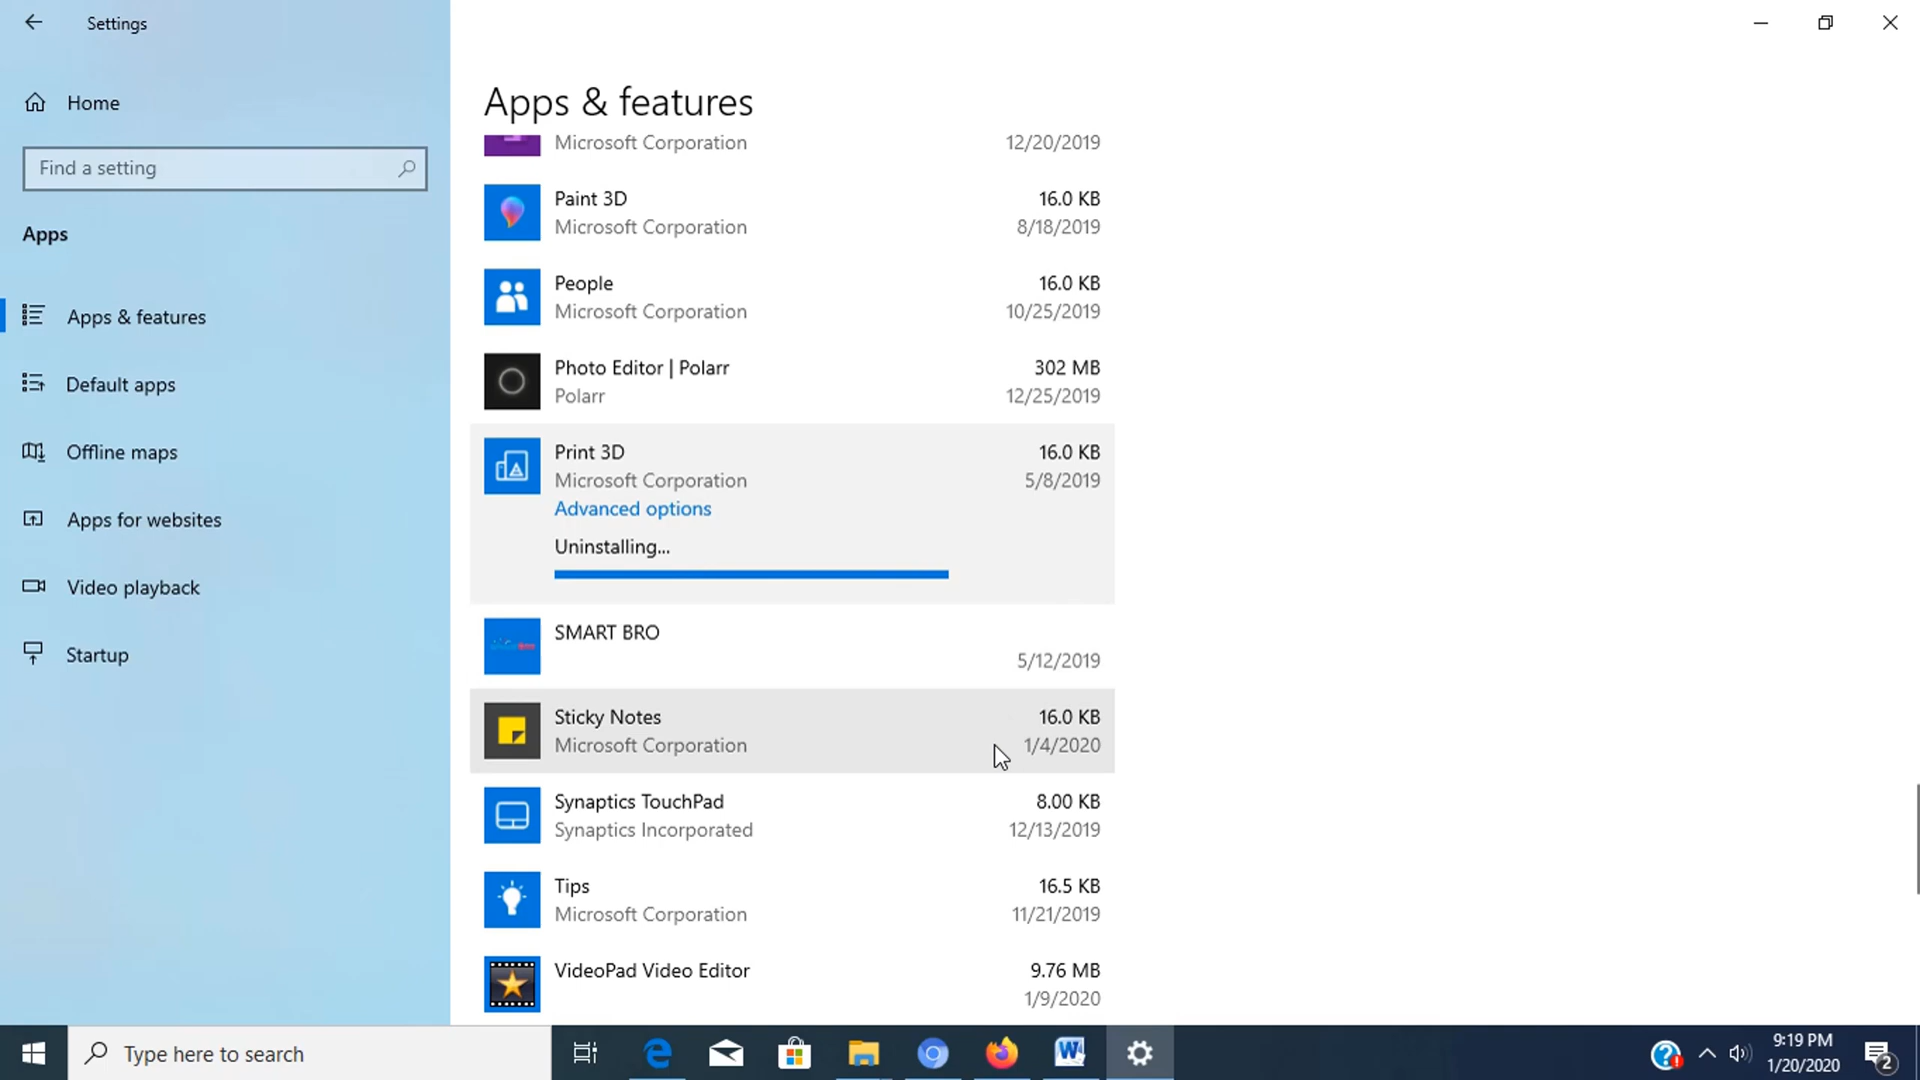 Settings
Home
Find a setting
Apps
Apps & features
Default apps
Offline maps
Apps for websites
Video playback
Startup
Apps & features
Microsoft Corporation 12/20/2019
Paint 3D 16.0 KB
Microsoft Corporation 8/18/2019
People 16.0 KB
Microsoft Corporation 10/25/2019
Photo Editor | Polarr 302 MB
Polarr 12/25/2019
Print 3D 16.0 KB
Microsoft Corporation 5/8/2019
Advanced options
Uninstalling...
SMART BRO
5/12/2019
Sticky Notes 16.0 KB
Microsoft Corporation 1/4/2020
Synaptics TouchPad 8.00 KB
Synaptics Incorporated 12/13/2019
Tips 16.5 KB
Microsoft Corporation 11/21/2019
VideoPad Video Editor 9.76 MB
1/9/2020
Type here to search
9:19 PM
1/20/2020
2